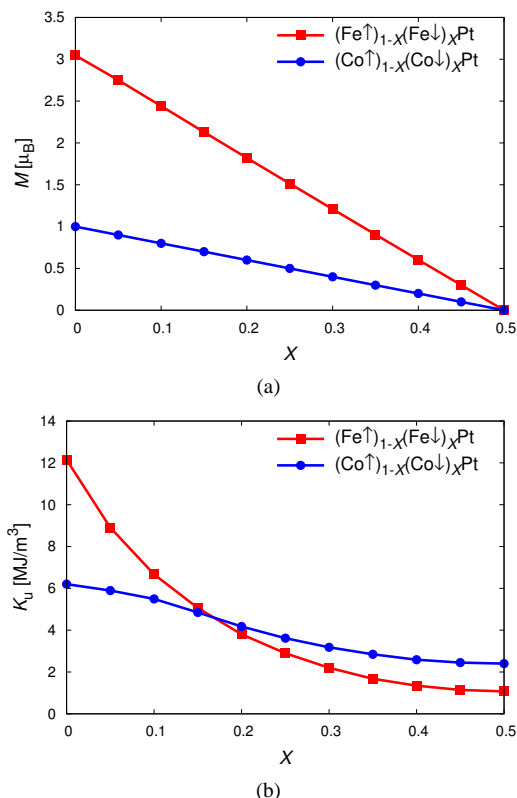 (Fe↑)1-X(Fe↓)XPt
(Co↑)1-X(Co↓)XPt
3.5
3
2.5
2
1.5
1
0.5
0
M [μB]
0 0.1 0.2 0.3 0.4 0.5
X
(a)
(Fe↑)1-X(Fe↓)XPt
(Co↑)1-X(Co↓)XPt
14
12
10
8
6
4
2
0
Ku [MJ/m3]
0 0.1 0.2 0.3 0.4 0.5
X
(b)